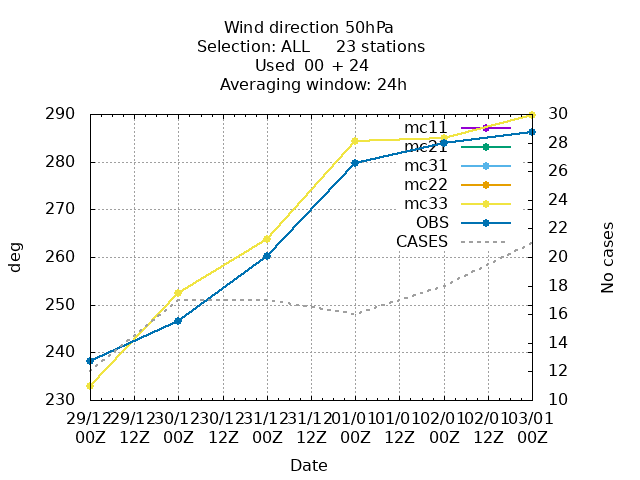 Wind direction 50hPa
Selection: ALL 23 stations
Used 00 + 24
Averaging window: 24h
290 30
mc11
28
mc21
280
mc31
26
mc22
24
270
mc33
22
OBS
260
CASES
20
deg
No cases
18
250
16
14
240
12
230 10
29/12 29/12 30/12 30/12 31/12 31/12 01/01 01/01 02/01 02/01 03/01
00Z 12Z 00Z 12Z 00Z 12Z 00Z 12Z 00Z 12Z 00Z
Date